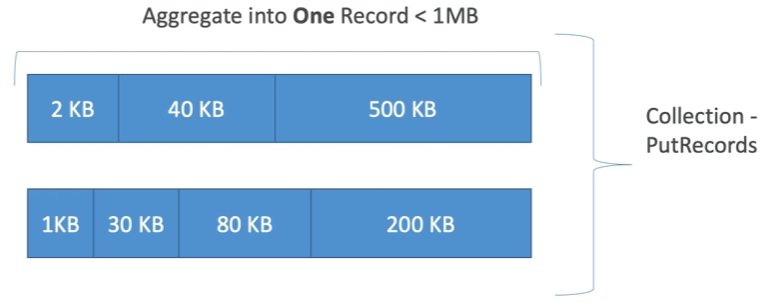 Aggregate into One Record < 1MB
2 KB 40 KB 500 KB
Collection -
PutRecords
1KB 30 KB 80 KB 200 KB